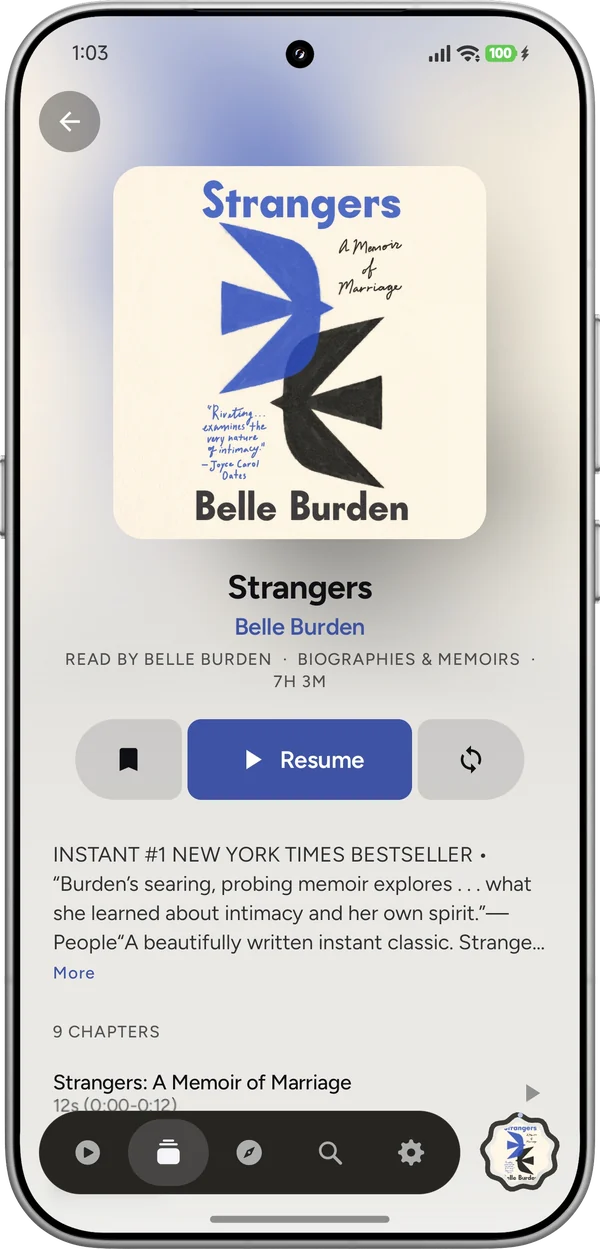 1:03
100
Strangers
A Memoir
of
Marriage
"Riveting...
examines the
very nature
of intimacy."
—Joyce Carol
Oates
Belle Burden
Strangers
Belle Burden
READ BY BELLE BURDEN · BIOGRAPHIES & MEMOIRS ·
7H 3M
Resume
INSTANT #1 NEW YORK TIMES BESTSELLER •
“Burden’s searing, probing memoir explores . . . what
she learned about intimacy and her own spirit.”—
People“A beautifully written instant classic. Strange...
More
9 CHAPTERS
Strangers: A Memoir of Marriage
12s (0:00-0:12)